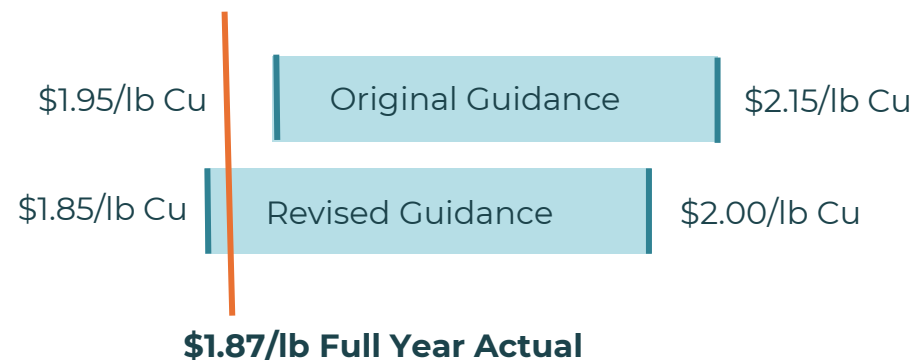 $1.95/lb Cu
Original Guidance
$2.15/lb Cu
$1.85/lb Cu
Revised Guidance
$2.00/lb Cu
$1.87/lb Full Year Actual